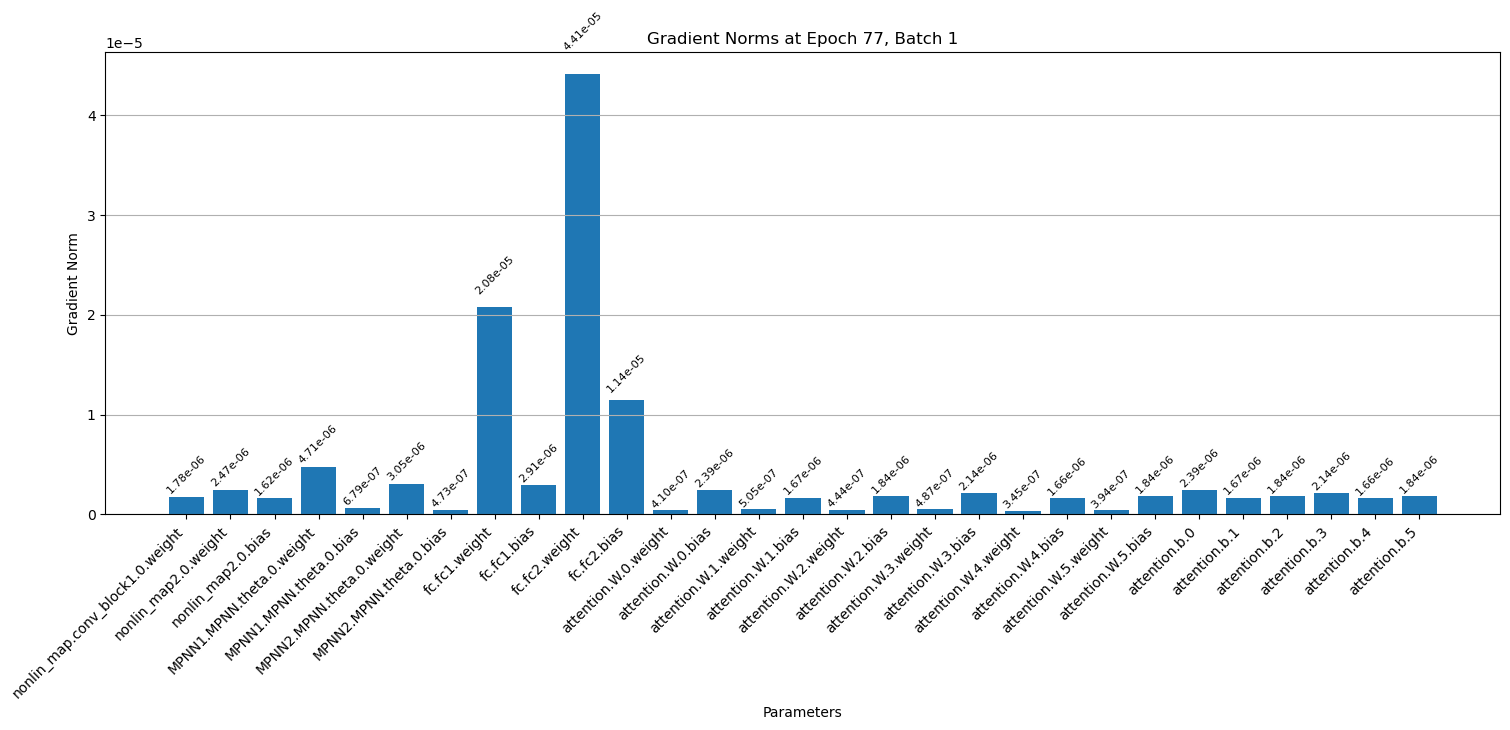 Gradient Norms at Epoch 77, Batch 1
1e−5
4
3
2
1
0
Gradient Norm
1.78e-06
2.47e-06
1.62e-06
4.71e-06
6.79e-07
3.05e-06
4.73e-07
2.08e-05
2.91e-06
4.41e-05
1.14e-05
4.10e-07
2.39e-06
5.05e-07
1.67e-06
4.44e-07
1.84e-06
4.87e-07
2.14e-06
3.45e-07
1.66e-06
3.94e-07
1.84e-06
2.39e-06
1.67e-06
1.84e-06
2.14e-06
1.66e-06
1.84e-06
nonlin_map.conv_block1.0.weight
nonlin_map2.0.weight
nonlin_map2.0.bias
MPNN1.MPNN.theta.0.weight
MPNN1.MPNN.theta.0.bias
MPNN2.MPNN.theta.0.weight
MPNN2.MPNN.theta.0.bias
fc.fc1.weight
fc.fc1.bias
fc.fc2.weight
fc.fc2.bias
attention.W.0.weight
attention.W.0.bias
attention.W.1.weight
attention.W.1.bias
attention.W.2.weight
attention.W.2.bias
attention.W.3.weight
attention.W.3.bias
attention.W.4.weight
attention.W.4.bias
attention.W.5.weight
attention.W.5.bias
attention.b.0
attention.b.1
attention.b.2
attention.b.3
attention.b.4
attention.b.5
Parameters